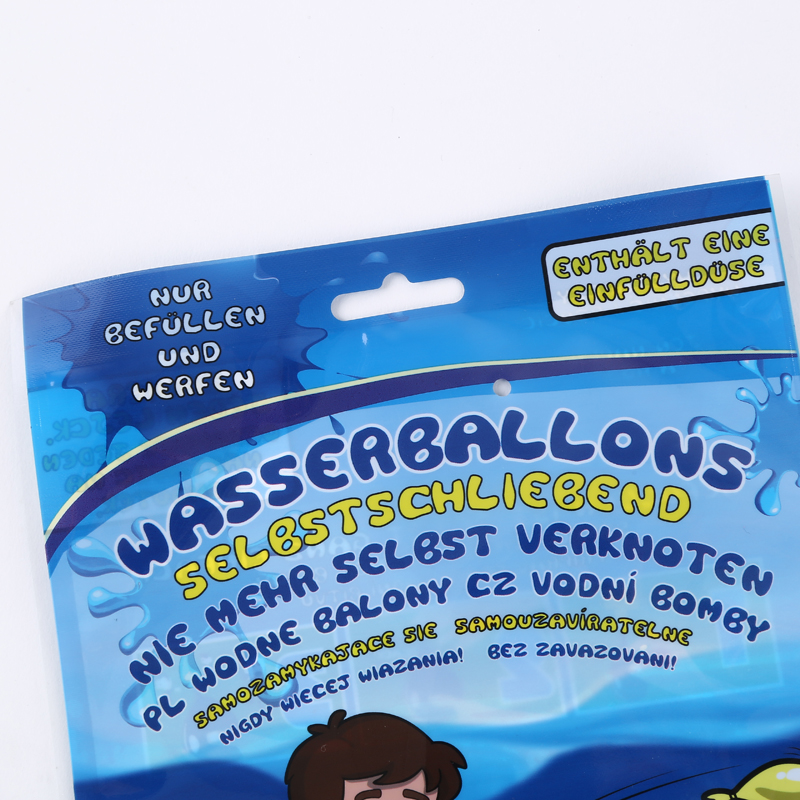 NUR
BEFÜLLEN
UND
WERFEN
ENTHÄLT EINE
EINFÜLLDÜSE
WASSERBALLONS
SELBSTSCHLIEBEND
NIE MEHR SELBST VERKNOTEN
PL WODNE BALONY CZ VODNÍ BOMBY
SAMOZAMYKAJACE SIE SAMOUZAVÍRATELNE
NIGDY WIECEJ WIAZANIA! BEZ ZAVAZOVANI!